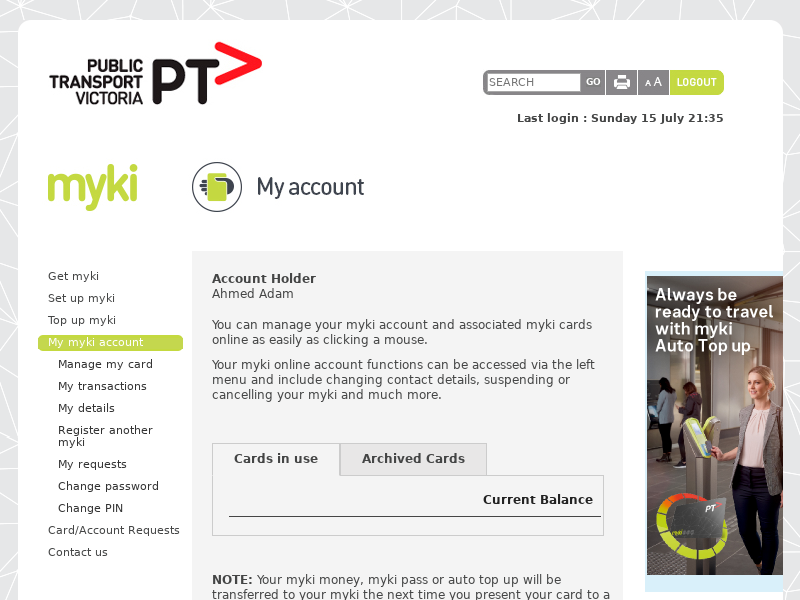 PUBLIC
TRANSPORT
VICTORIA
PT>
SEARCH
GO
A A
LOGOUT
Last login : Sunday 15 July 21:35
myki
My account
Get myki
Set up myki
Top up myki
My myki account
Manage my card
My transactions
My details
Register another
myki
My requests
Change password
Change PIN
Card/Account Requests
Contact us
Account Holder
Ahmed Adam
You can manage your myki account and associated myki cards
online as easily as clicking a mouse.
Your myki online account functions can be accessed via the left
menu and include changing contact details, suspending or
cancelling your myki and much more.
Cards in use
Archived Cards
Current Balance
NOTE: Your myki money, myki pass or auto top up will be
transferred to your myki the next time you present your card to a
Always be
ready to travel
with myki
Auto Top up
PT>
myki